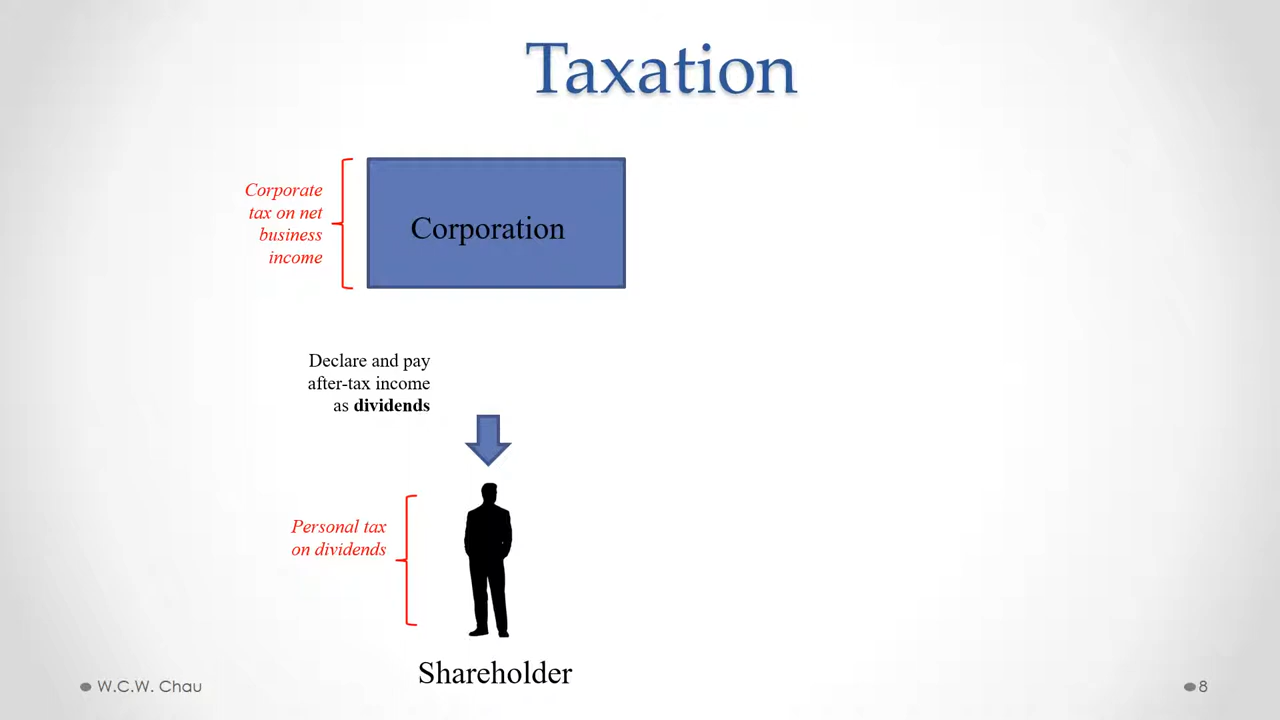 Taxation
Corporate
tax on net
business
income
Corporation
Declare and pay
after-tax income
as dividends
Personal tax
on dividends
Shareholder
W.C.W. Chau
8